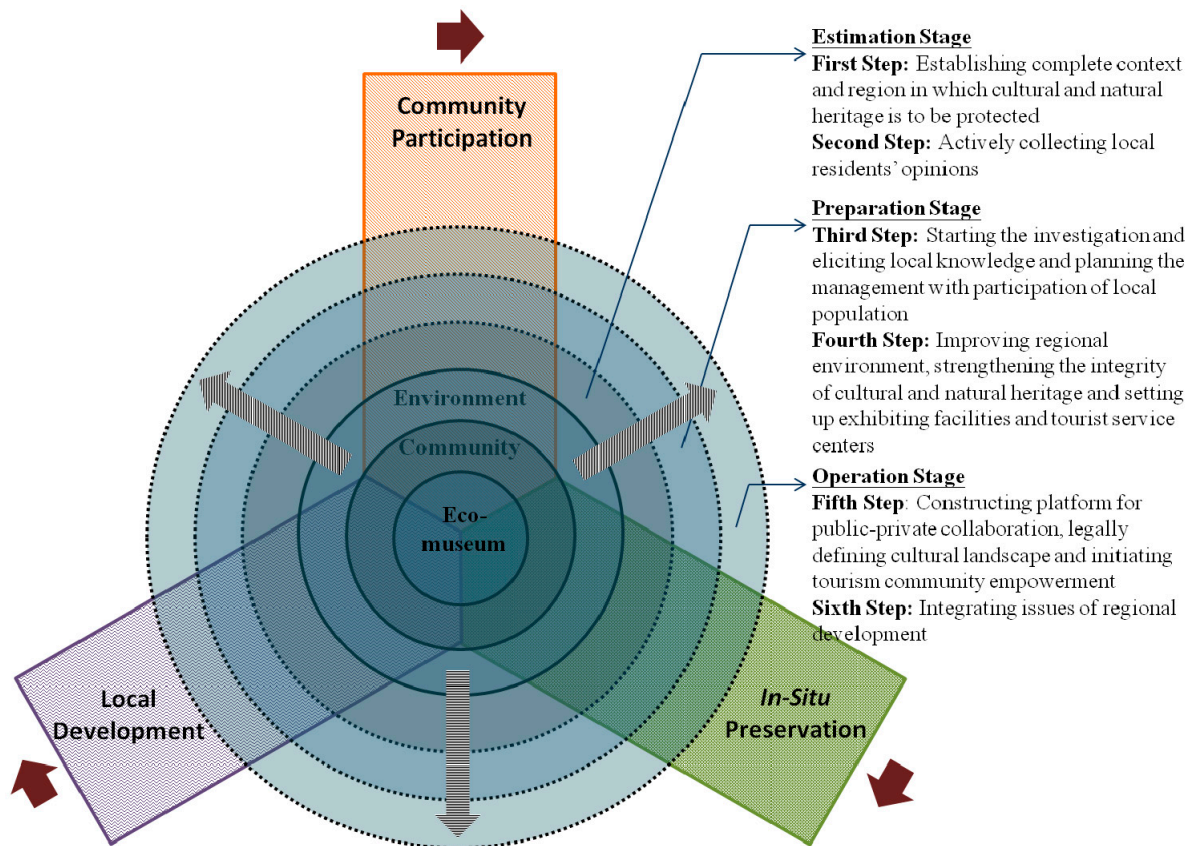 Community
Participation
Environment
Community
Eco-
museum
Local
Development
In-Situ
Preservation
Estimation Stage
First Step: Establishing complete context
and region in which cultural and natural
heritage is to be protected
Second Step: Actively collecting local
residents' opinions
Preparation Stage
Third Step: Starting the investigation and
eliciting local knowledge and planning the
management with participation of local
population
Fourth Step: Improving regional
environment, strengthening the integrity
of cultural and natural heritage and setting
up exhibiting facilities and tourist service
centers
Operation Stage
Fifth Step: Constructing platform for
public-private collaboration, legally
defining cultural landscape and initiating
tourism community empowerment
Sixth Step: Integrating issues of regional
development